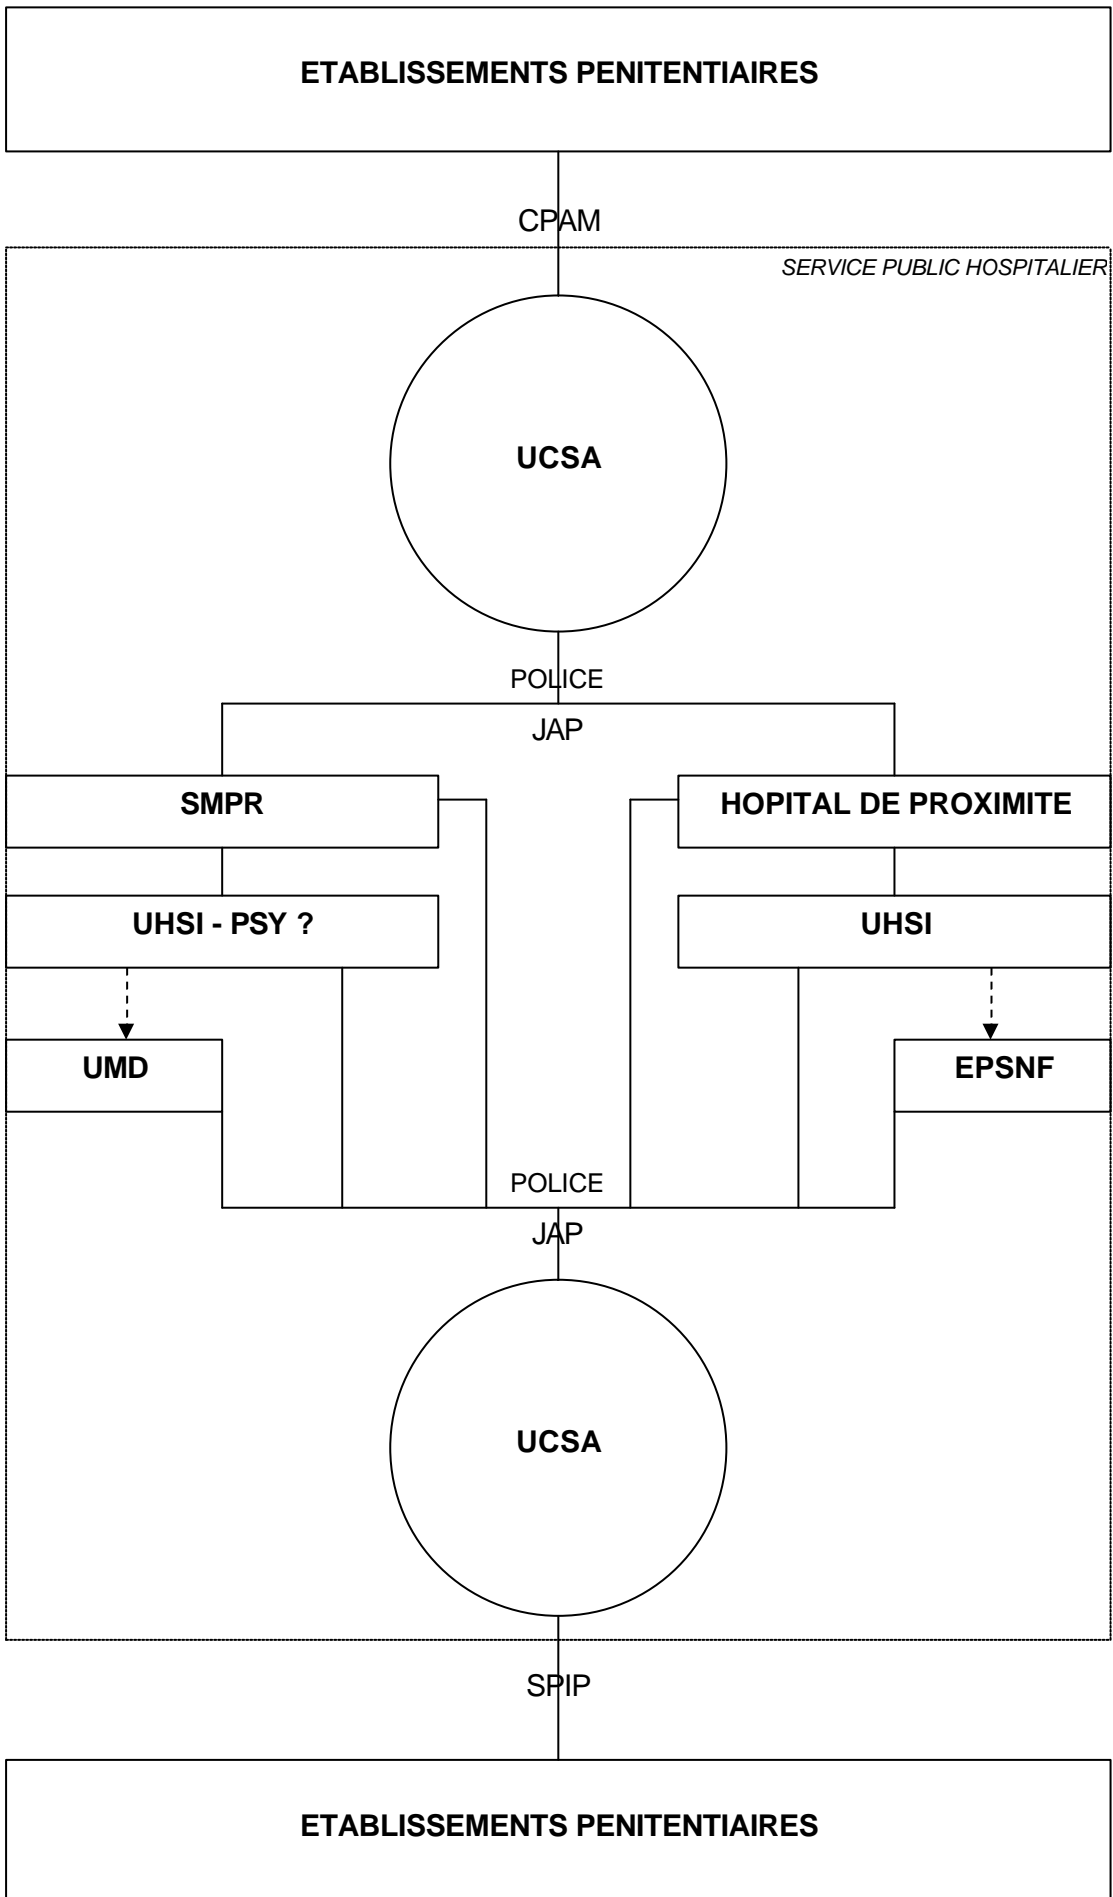 ETABLISSEMENTS PENITENTIAIRES
CPAM
SERVICE PUBLIC HOSPITALIER
UCSA
POLICE
JAP
SMPR
HOPITAL DE PROXIMITE
UHSI - PSY ?
UHSI
UMD
EPSNF
POLICE
JAP
UCSA
SPIP
ETABLISSEMENTS PENITENTIAIRES